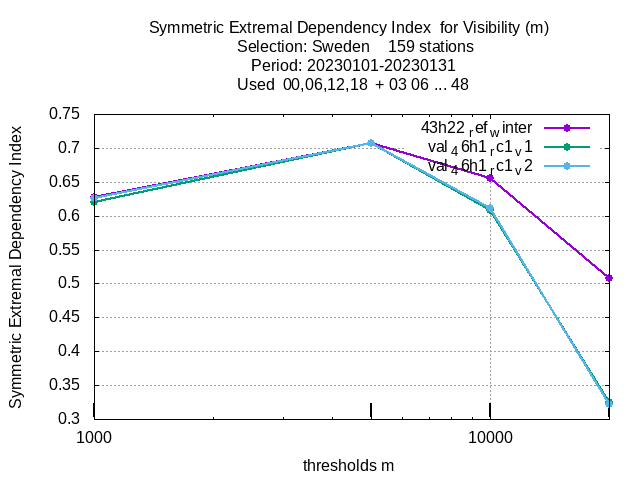 Symmetric Extremal Dependency Index for Visibility (m)
Selection: Sweden 159 stations
Period: 20230101-20230131
Used 00,06,12,18 + 03 06 ... 48
0.75
0.7
0.65
0.6
0.55
0.5
0.45
0.4
0.35
0.3
Symmetric Extremal Dependency Index
43h22 ref winter
val 46h1 rc1 v1
val 46h1 rc1 v2
1000
10000
thresholds m